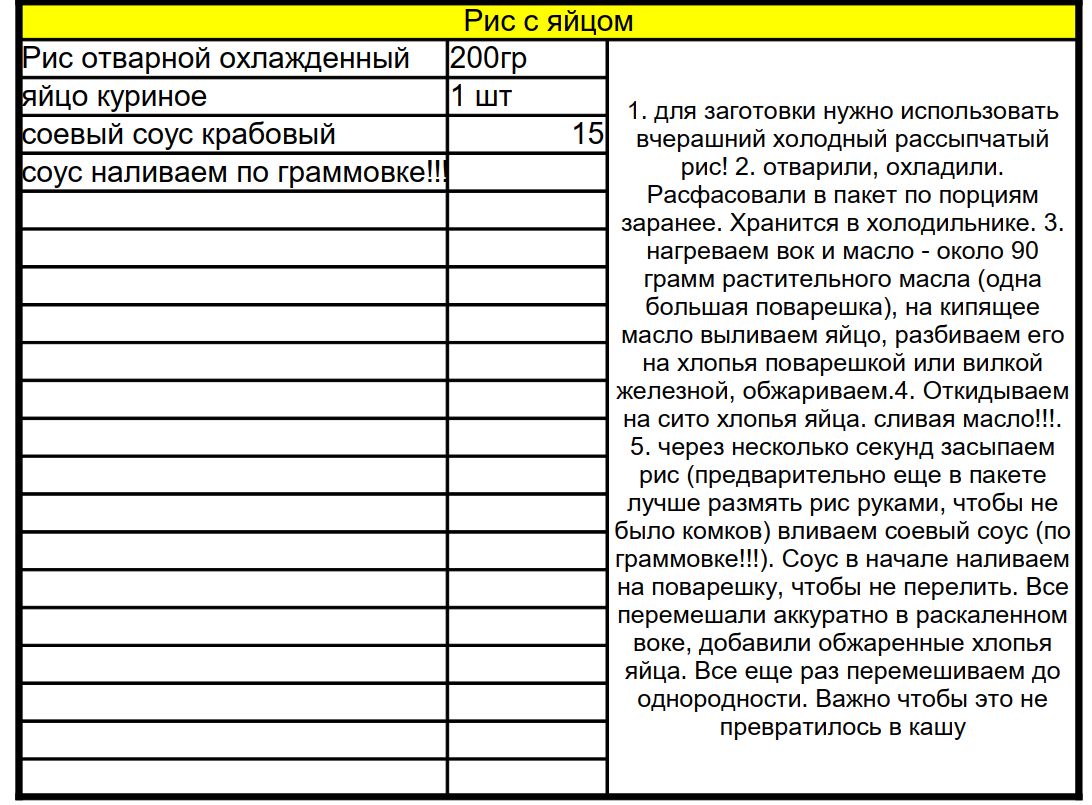 Рис с яйцом
Рис отварной охлажденный 200гр
яйцо куриное 1 шт
соевый соус крабовый 15
соус наливаем по граммовке!!!
1. для заготовки нужно использовать
вчерашний холодный рассыпчатый
рис! 2. отварили, охладили.
Расфасовали в пакет по порциям
заранее. Хранится в холодильнике. 3.
нагреваем вок и масло - около 90
грамм растительного масла (одна
большая поварешка), на кипящее
масло выливаем яйцо, разбиваем его
на хлопья поварешкой или вилкой
железной, обжариваем.4. Откидываем
на сито хлопья яйца. сливая масло!!!.
5. через несколько секунд засыпаем
рис (предварительно еще в пакете
лучше размять рис руками, чтобы не
было комков) вливаем соевый соус (по
граммовке!!!). Соус в начале наливаем
на поварешку, чтобы не перелить. Все
перемешали аккуратно в раскаленном
воке, добавили обжаренные хлопья
яйца. Все еще раз перемешиваем до
однородности. Важно чтобы это не
превратилось в кашу